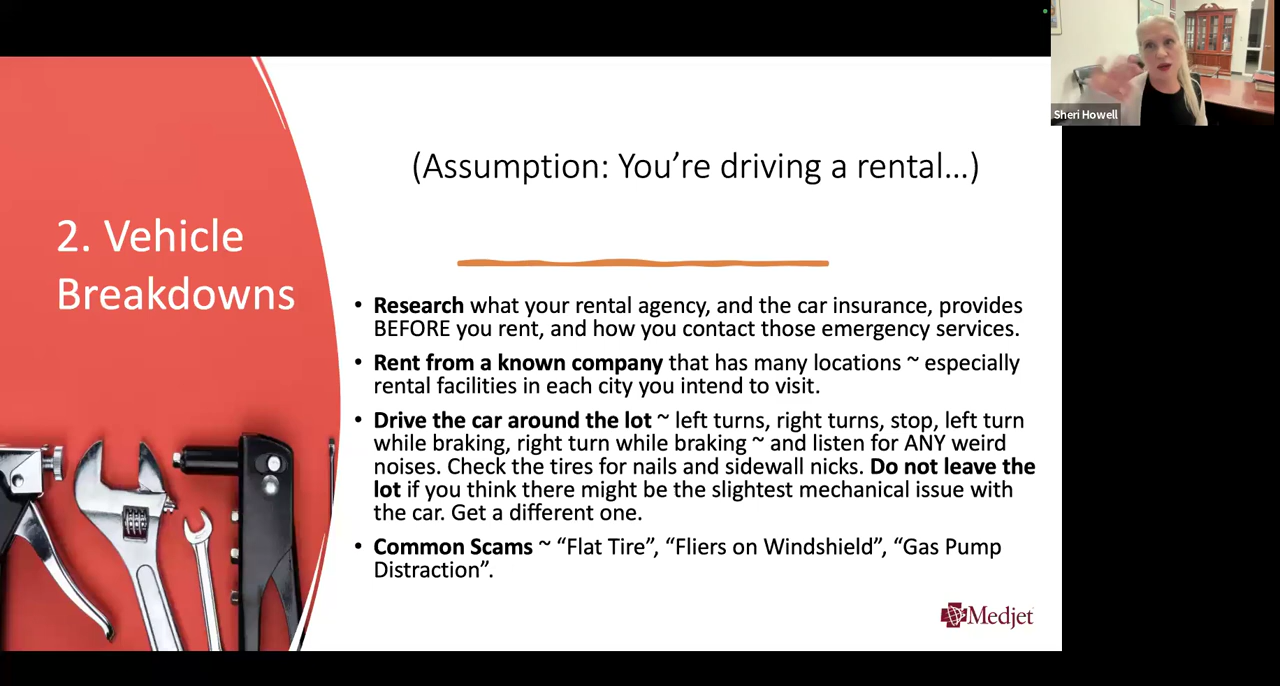 Sheri Howell
2. Vehicle
Breakdowns
(Assumption: You’re driving a rental…)
• Research what your rental agency, and the car insurance, provides
BEFORE you rent, and how you contact those emergency services.
• Rent from a known company that has many locations ~ especially
rental facilities in each city you intend to visit.
• Drive the car around the lot ~ left turns, right turns, stop, left turn
while braking, right turn while braking ~ and listen for ANY weird
noises. Check the tires for nails and sidewall nicks. Do not leave the
lot if you think there might be the slightest mechanical issue with
the car. Get a different one.
• Common Scams ~ “Flat Tire”, “Fliers on Windshield”, “Gas Pump
Distraction”.
Medjet